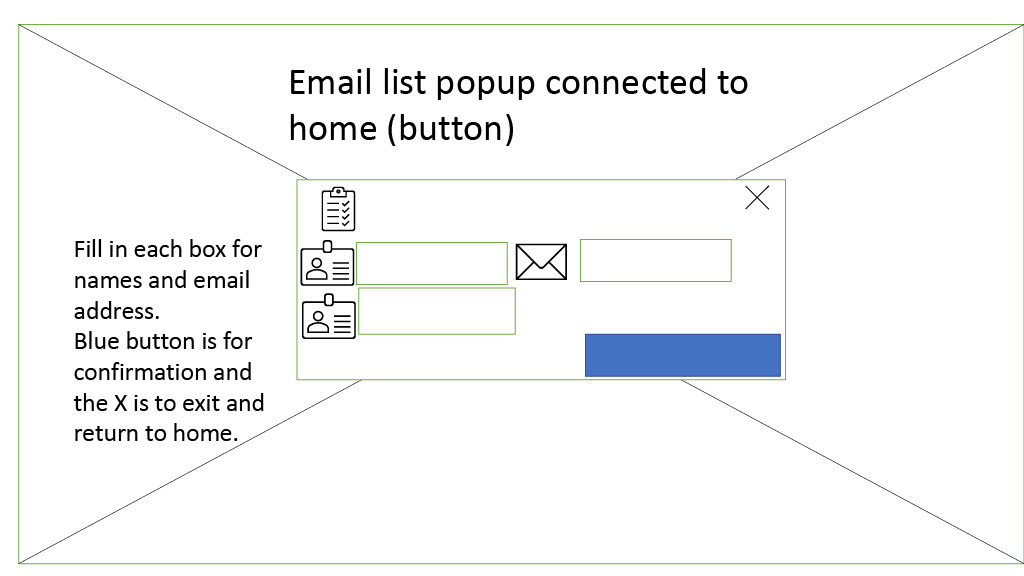 Email list popup connected to
home (button)
Fill in each box for
names and email
address.
Blue button is for
confirmation and
the X is to exit and
return to home.